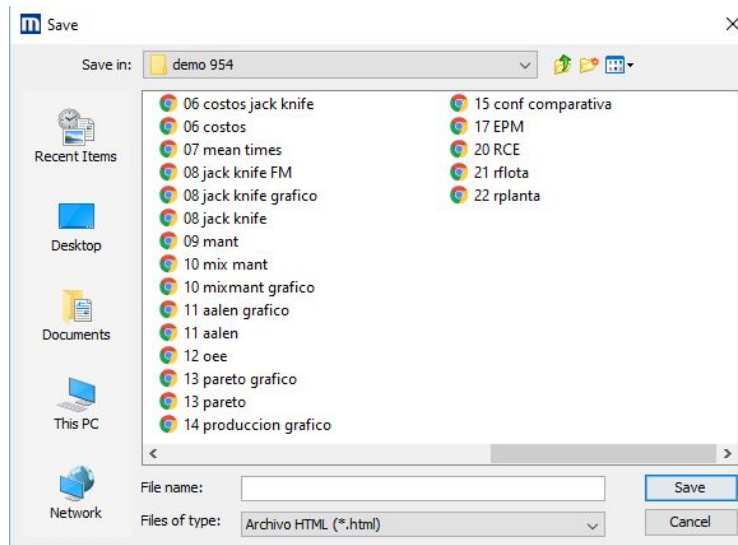 Save
Save in: demo 954
Recent Items
Desktop
Documents
This PC
Network
06 costos jack knife
06 costos
07 mean times
08 jack knife FM
08 jack knife grafico
08 jack knife
09 mant
10 mix mant
10 mixmant grafico
11 aalen grafico
11 aalen
12 oee
13 pareto grafico
13 pareto
14 produccion grafico
15 conf comparativa
17 EPM
20 RCE
21 rflota
22 rplanta
File name:
Save
Files of type: Archivo HTML (*.html)
Cancel